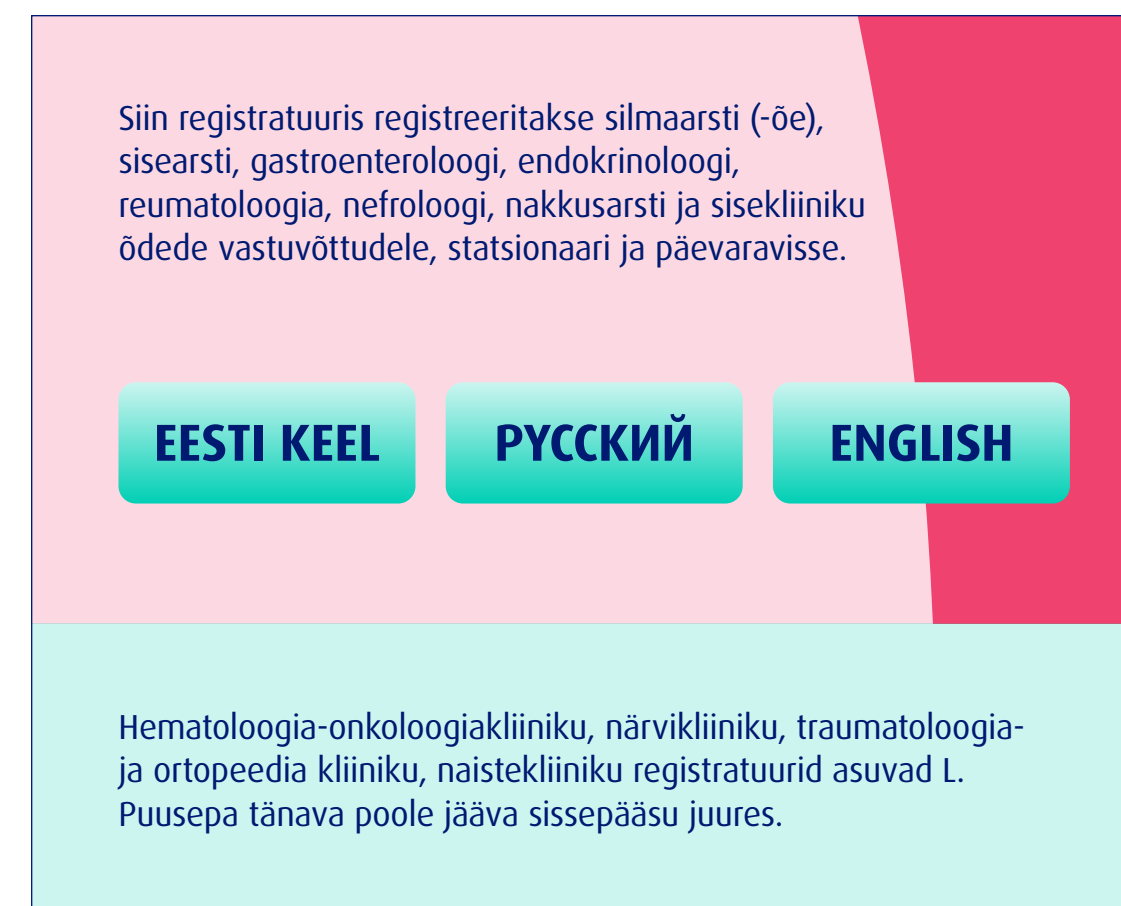 Siin registratuuris registreeritakse silmaarsti (-õe),
sisearsti, gastroenteroloogi, endokrinoloogi,
reumatoloogia, nefroloogi, nakkusarsti ja sisekliiniku
õdede vastuvõttudele, statsionaari ja päevaravisse.
EESTI KEEL
РУССКИЙ
ENGLISH
Hematoloogia-onkoloogiakliiniku, närvikliiniku, traumatoloogia-
ja ortopeedia kliiniku, naistekliiniku registratuurid asuvad L.
Puusepa tänava poole jääva sissepääsu juures.